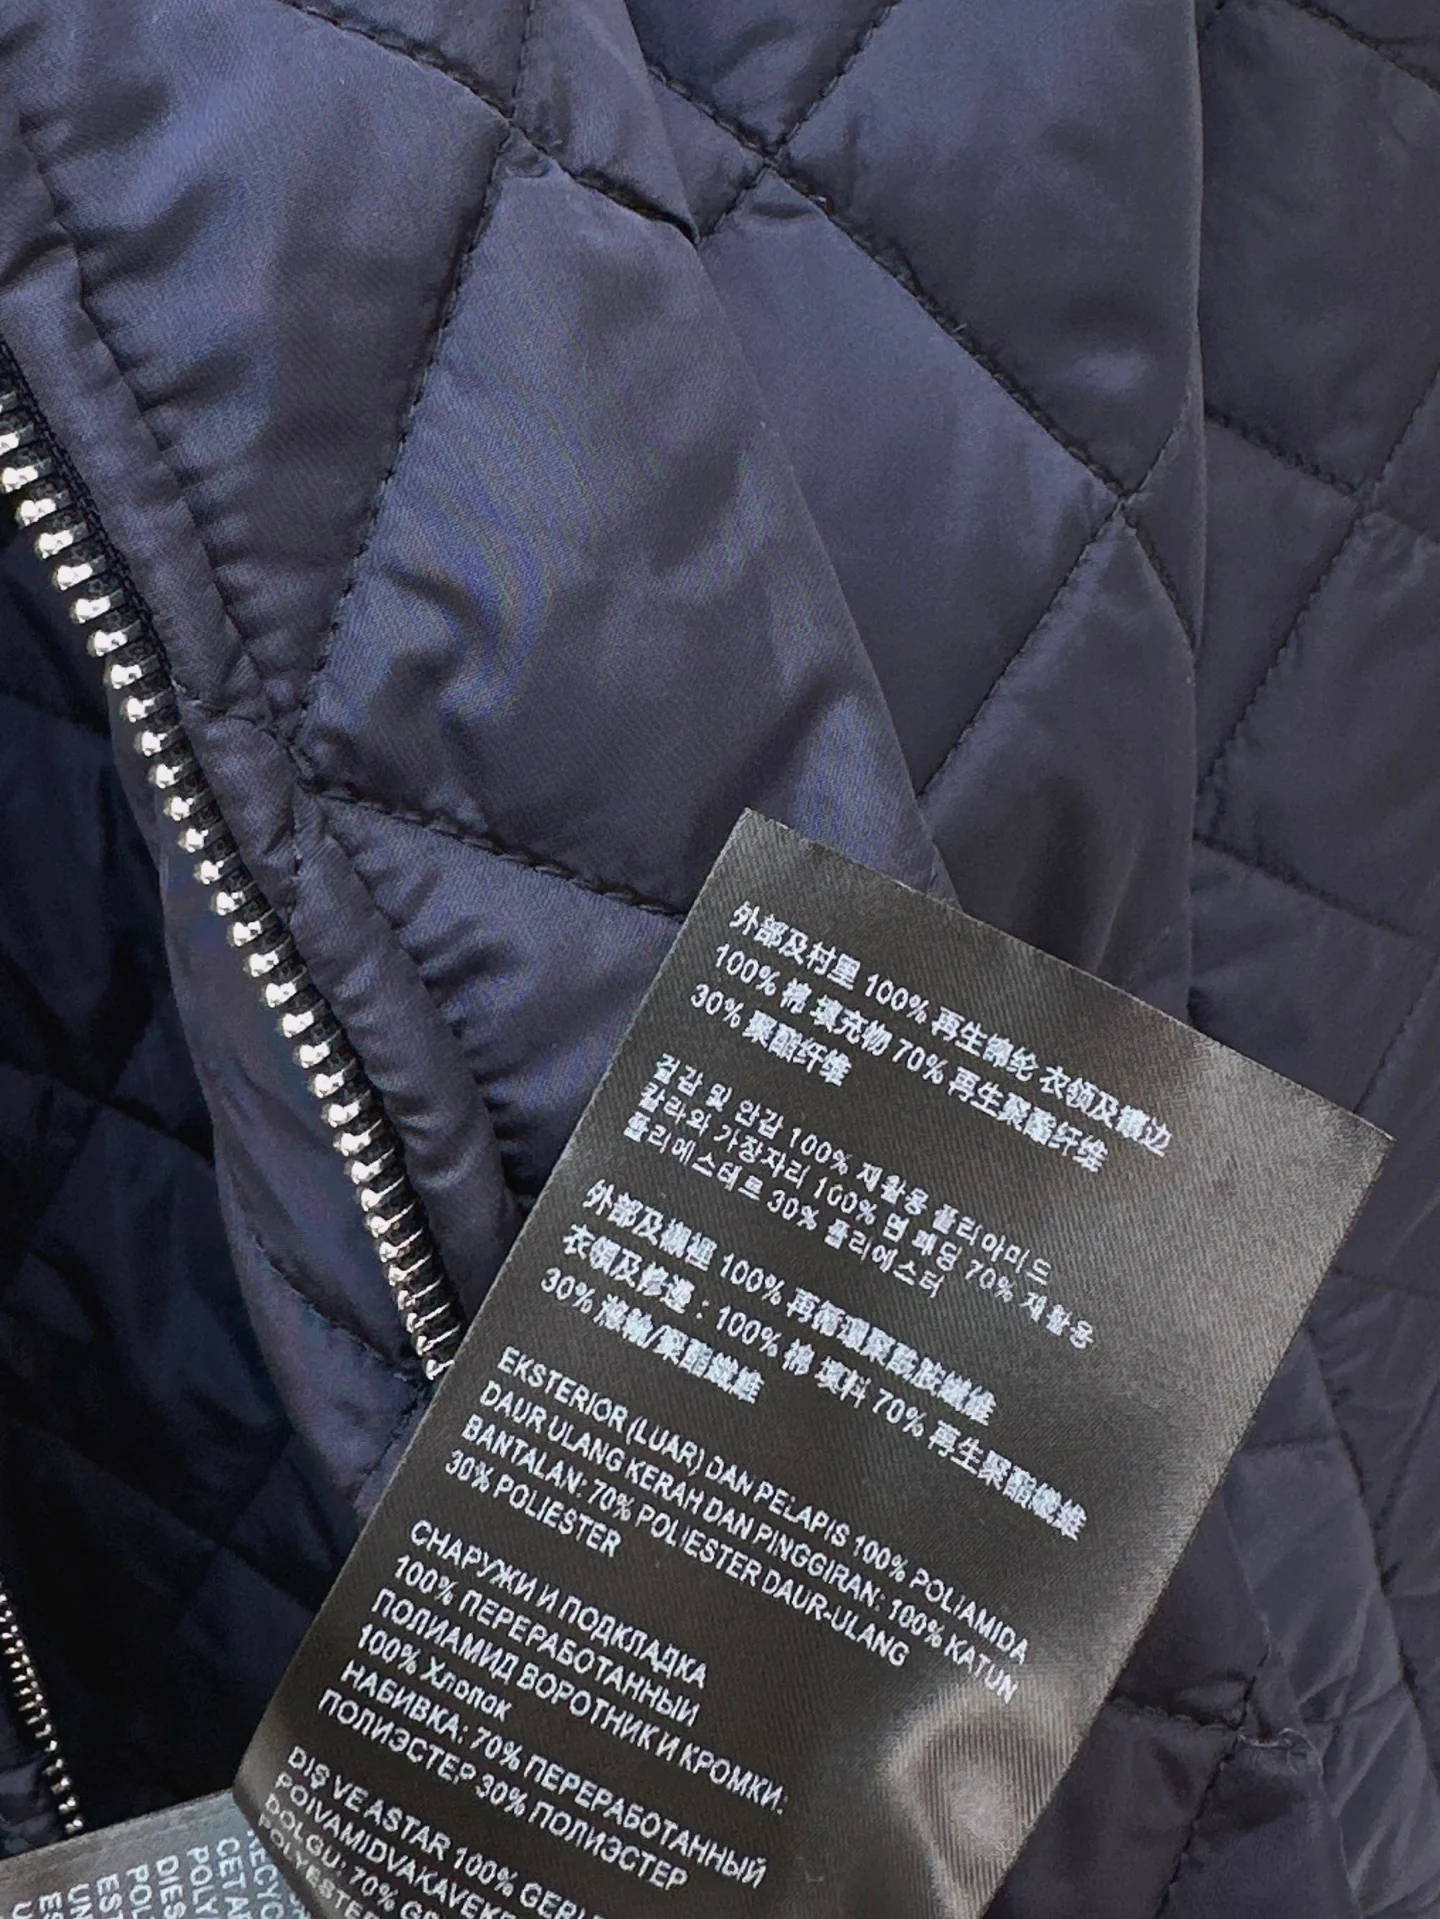 外部及村里 100% 再生锦纶 衣领及镶边
100% 棉 填充物 70% 再生聚酯纤维
30% 聚酯纤维
겉감 및 안감 100% 재활용 폴리아미드
칼라와 가장자리 100% 면 패딩 70% 재활용
폴리에스테르 30% 폴리에스터
外部及襯裡 100% 再循環聚酰胺纖維
衣領及修邊 : 100% 棉 填料 70% 再生聚酯纖維
30% 滌綸/聚酯纖維
EKSTERIOR (LUAR) DAN PELAPIS 100% POLIAMIDA
DAUR ULANG KERAH DAN PINGGIRAN: 100% KATUN
BANTALAN: 70% POLIESTER DAUR-ULANG
30% POLIESTER
СНАРУЖИ И ПОДКЛАДКА
100% ПЕРЕРАБОТАННЫЙ
ПОЛИАМИД ВОРОТНИК И КРОМКИ:
100% Хлопок
НАБИВКА: 70% ПЕРЕРАБОТАННЫЙ
ПОЛИЭСТЕР 30% ПОЛИЭСТЕР
DIŞ VE ASTAR 100%
DOLGU: 70%